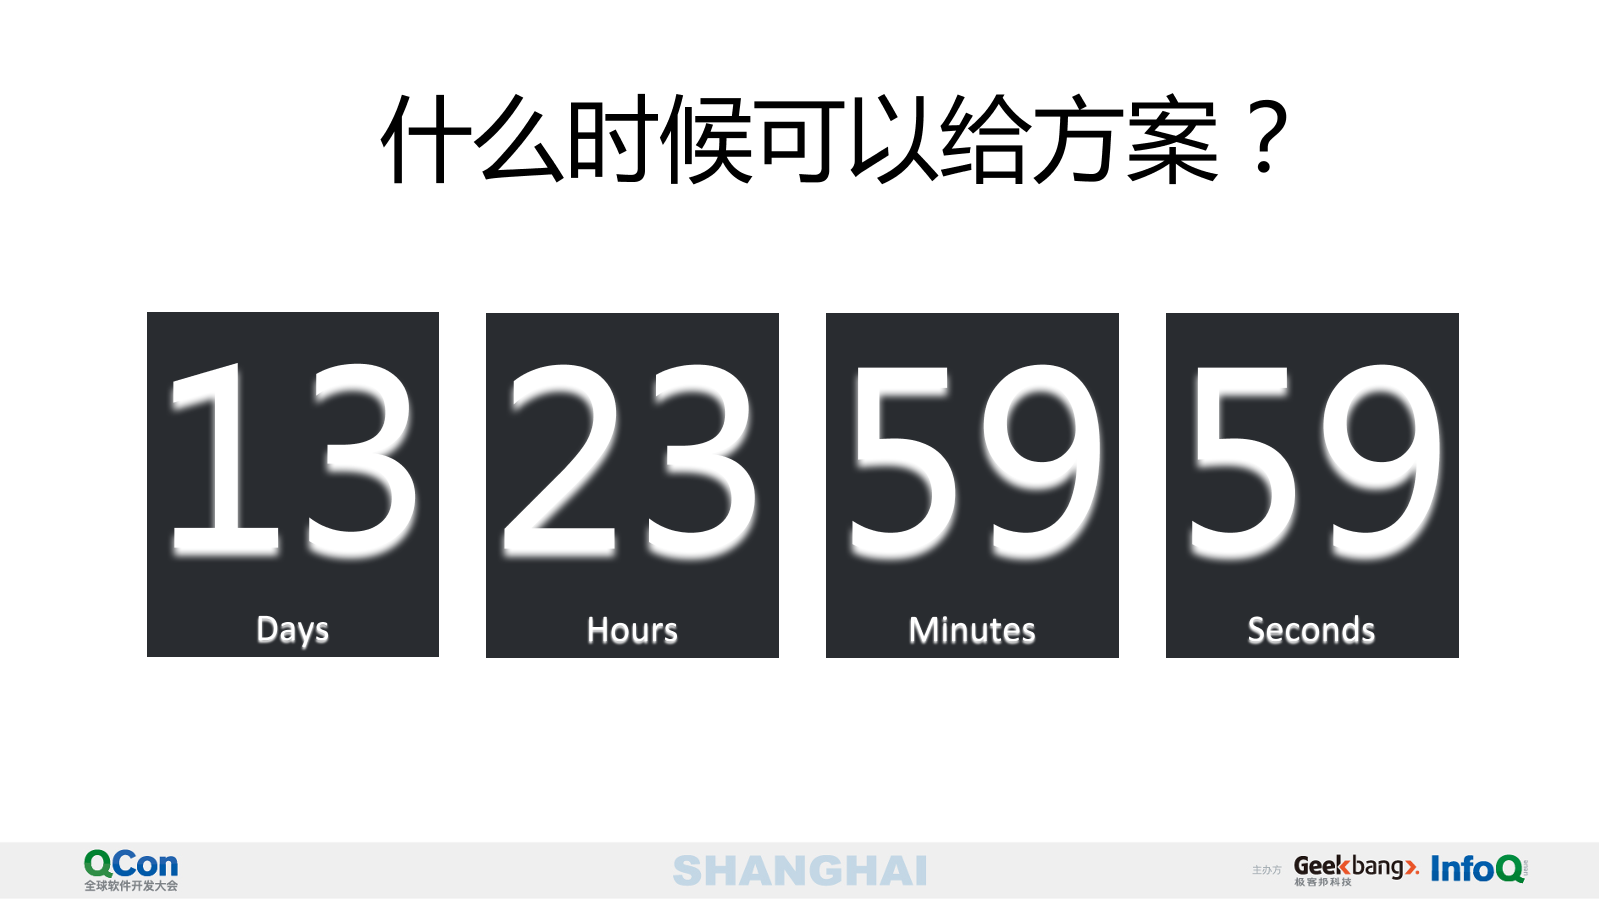 什么时候可以给方案？
13
Days
23
Hours
59
Minutes
59
Seconds
QCon
全球软件开发大会
SHANGHAI
主办方
Geekbang>.
极客邦科技
InfoQ